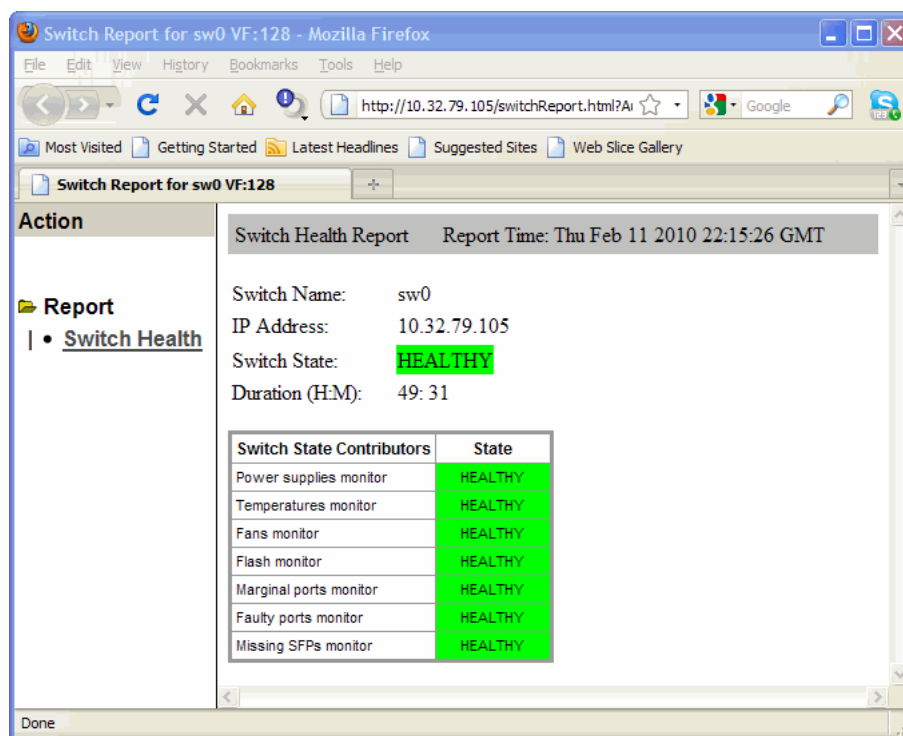 Switch Report for sw0 VF:128 - Mozilla Firefox
File Edit View History Bookmarks Tools Help
http://10.32.79.105/switchReport.html?A
Google
Most Visited Getting Started Latest Headlines Suggested Sites Web Slice Gallery
Switch Report for sw0 VF:128
Action
Report
| • Switch Health
Switch Health Report Report Time: Thu Feb 11 2010 22:15:26 GMT
Switch Name: sw0
IP Address: 10.32.79.105
Switch State: HEALTHY
Duration (H:M): 49: 31
Switch State Contributors State
Power supplies monitor HEALTHY
Temperatures monitor HEALTHY
Fans monitor HEALTHY
Flash monitor HEALTHY
Marginal ports monitor HEALTHY
Faulty ports monitor HEALTHY
Missing SFPs monitor HEALTHY
Done